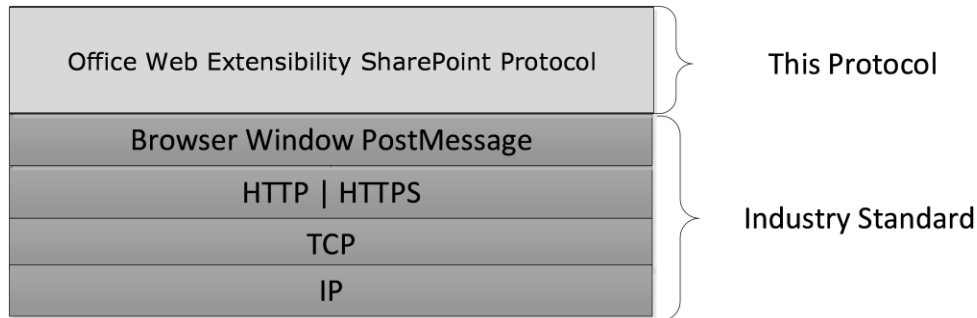 Office Web Extensibility SharePoint Protocol
This Protocol
Browser Window PostMessage
HTTP | HTTPS
TCP
IP
Industry Standard